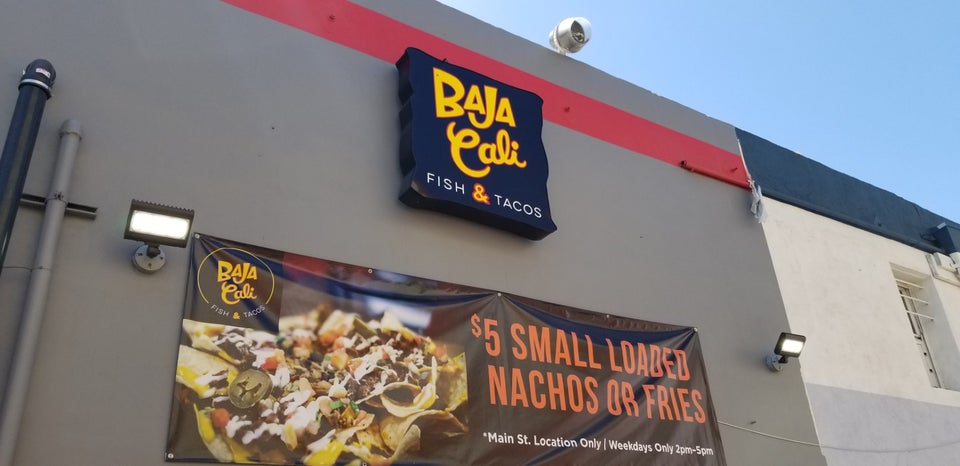 BAJA
Cali
FISH & TACOS
BAJA
Cali
FISH & TACOS
$5 SMALL LOADED
NACHOS OR FRIES
*Main St. Location Only / Weekdays Only 2pm-5pm